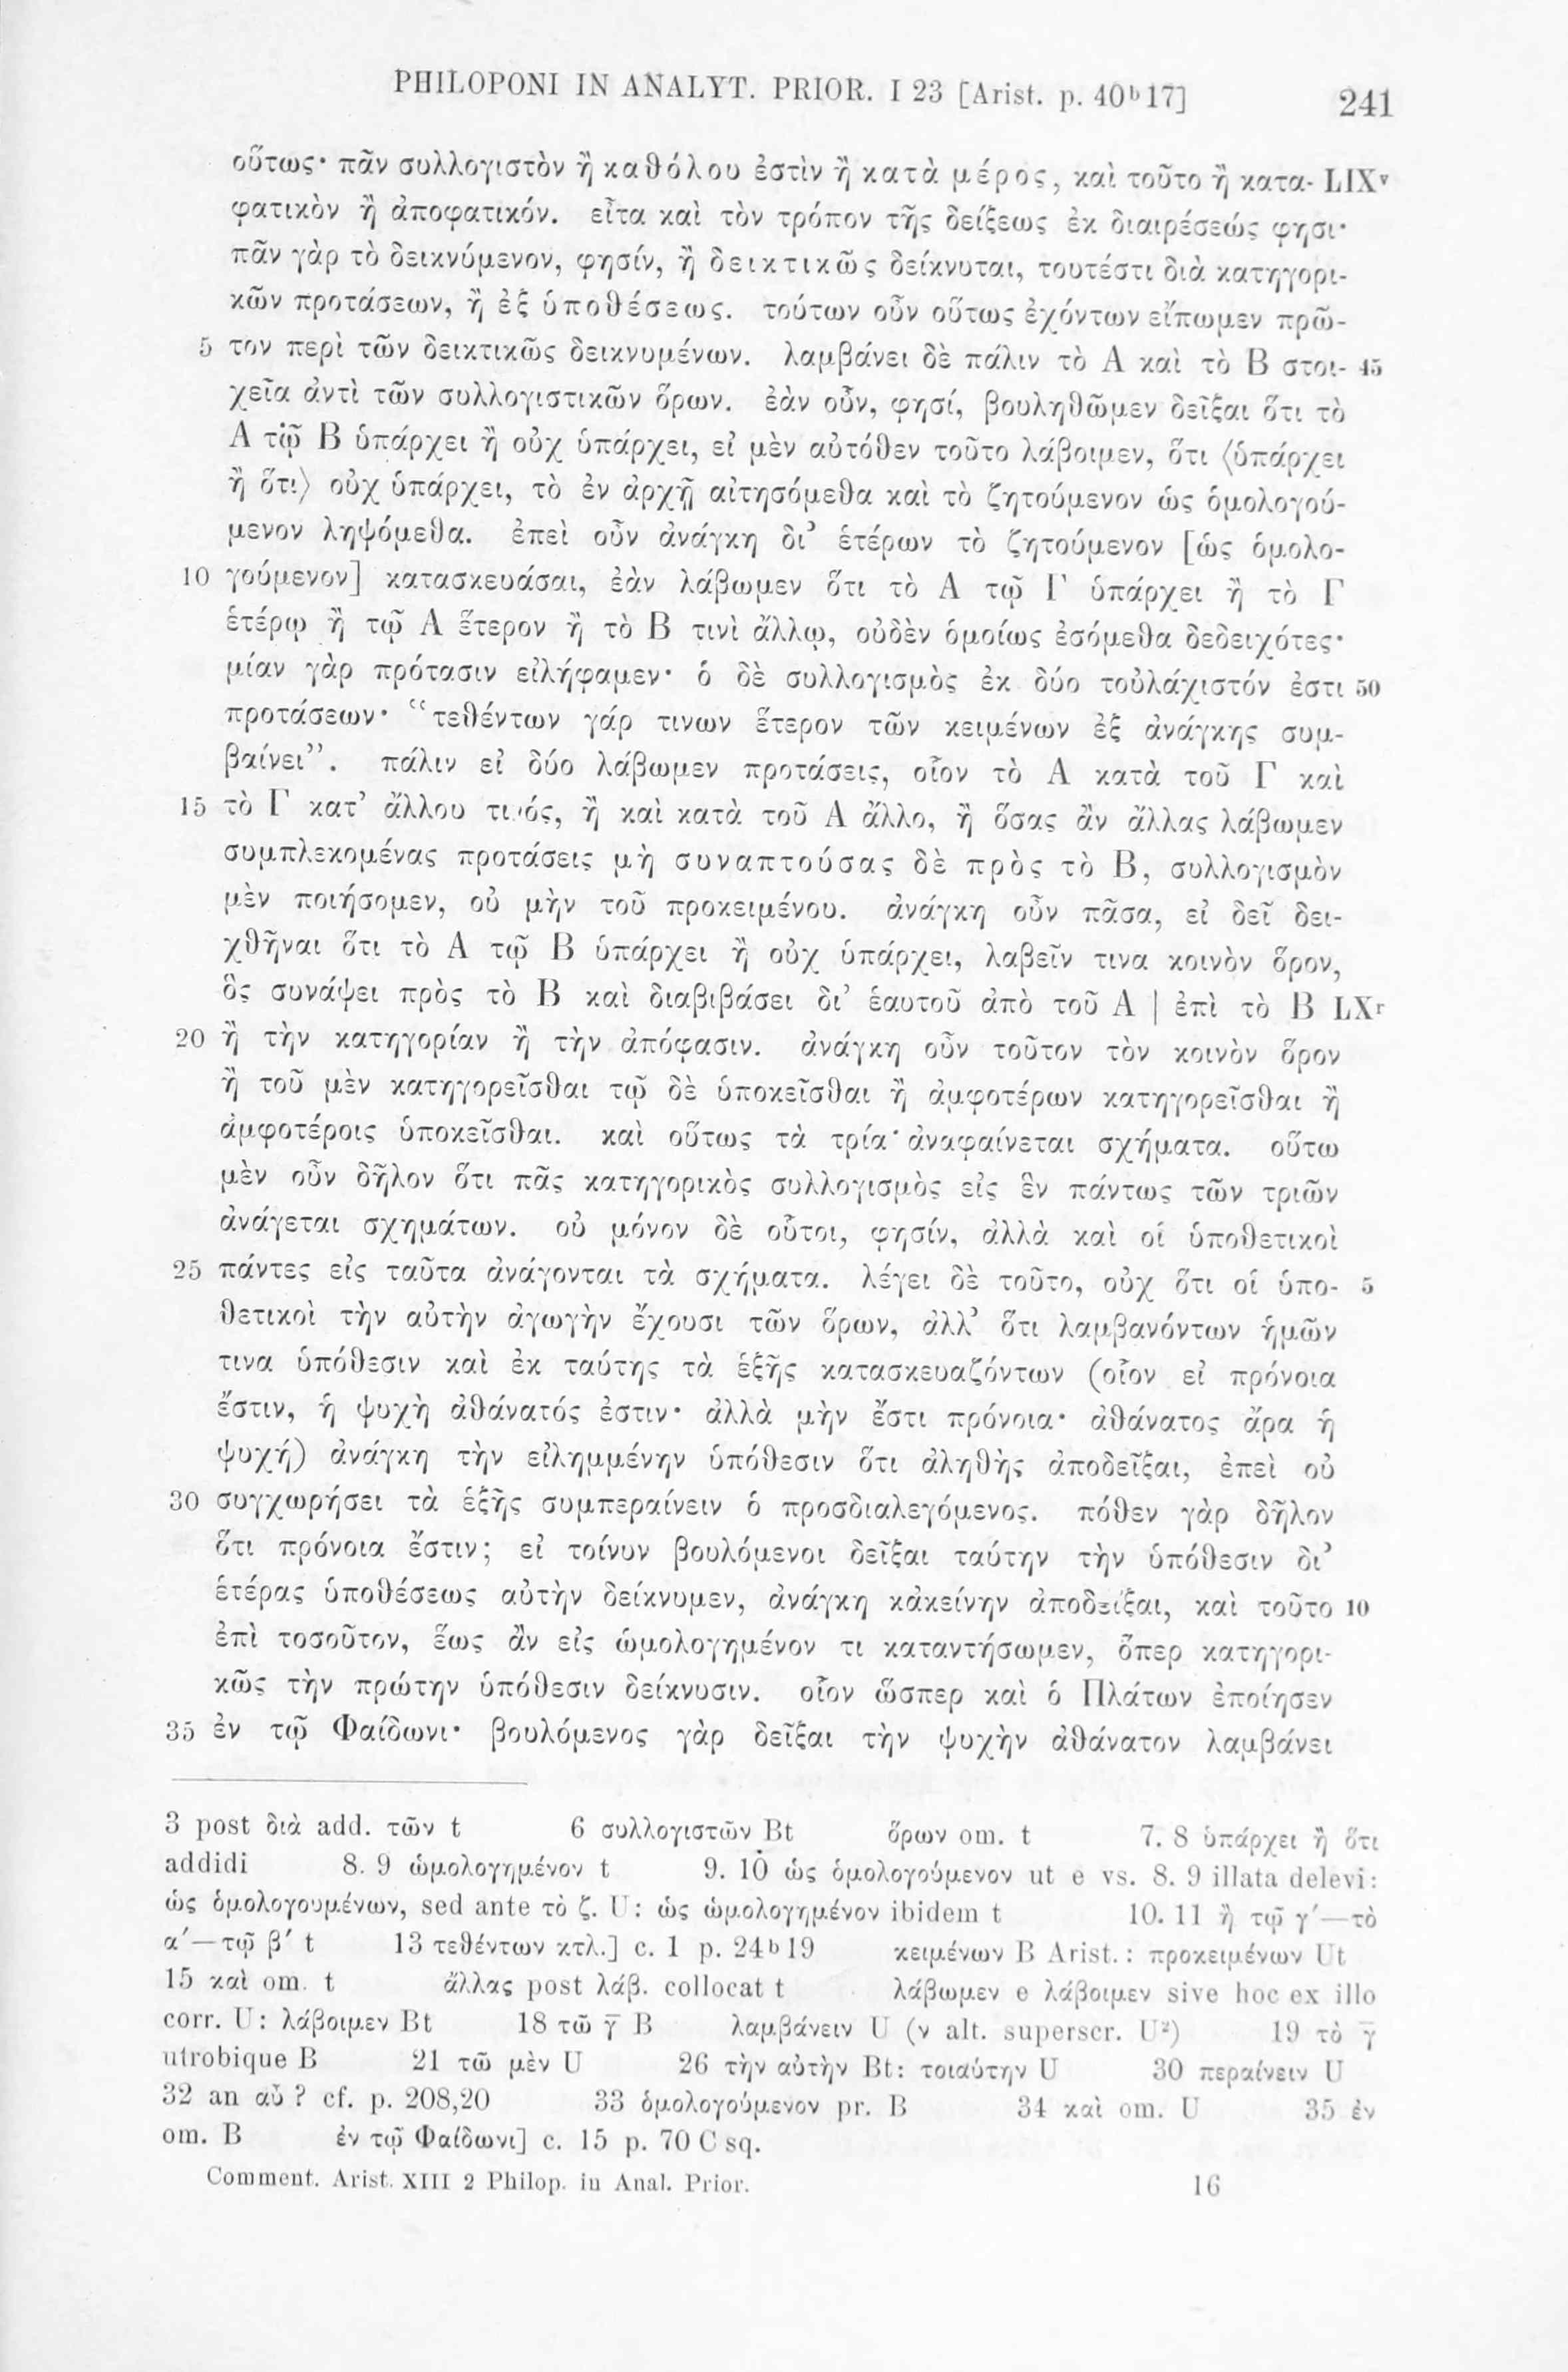 PHILOPONI IN ANALYT. PRIOR. I 23 [Arist. p. 40ᵇ17] 241
οὕτως· πᾶν συλλογιστὸν ἢ καθόλου ἐστὶν ἢ κατὰ μέρος, καὶ τοῦτο ἢ κατα- LIXᵛ
φατικὸν ἢ ἀποφατικόν. εἶτα καὶ τὸν τρόπον τῆς δείξεως ἐκ διαιρέσεώς φησι·
πᾶν γὰρ τὸ δεικνύμενον, φησίν, ἢ δεικτικῶς δείκνυται, τουτέστι διὰ κατηγορι-
κῶν προτάσεων, ἢ ἐξ ὑποθέσεως. τούτων οὖν οὕτως ἐχόντων εἴπωμεν πρῶ-
5 τον περὶ τῶν δεικτικῶς δεικνυμένων. λαμβάνει δὲ πάλιν τὸ Α καὶ τὸ Β στοι- 45
χεῖα ἀντὶ τῶν συλλογιστικῶν ὅρων. ἐὰν οὖν, φησί, βουληθῶμεν δεῖξαι ὅτι τὸ
Α τῷ Β ὑπάρχει ἢ οὐχ ὑπάρχει, εἰ μὲν αὐτόθεν τοῦτο λάβοιμεν, ὅτι ⟨ὑπάρχει
ἢ ὅτι⟩ οὐχ ὑπάρχει, τὸ ἐν ἀρχῇ αἰτησόμεθα καὶ τὸ ζητούμενον ὡς ὁμολογού-
μενον ληψόμεθα. ἐπεὶ οὖν ἀνάγκη δι’ ἑτέρων τὸ ζητούμενον [ὡς ὁμολο-
10 γούμενον] κατασκευάσαι, ἐὰν λάβωμεν ὅτι τὸ Α τῷ Γ ὑπάρχει ἢ τὸ Γ
ἑτέρῳ ἢ τῷ Α ἕτερον ἢ τὸ Β τινὶ ἄλλῳ, οὐδὲν ὁμοίως ἐσόμεθα δεδειχότες·
μίαν γὰρ πρότασιν εἰλήφαμεν· ὁ δὲ συλλογισμὸς ἐκ δύο τοὐλάχιστόν ἐστι 50
προτάσεων· “τεθέντων γάρ τινων ἕτερον τῶν κειμένων ἐξ ἀνάγκης συμ-
βαίνει”. πάλιν εἰ δύο λάβωμεν προτάσεις, οἷον τὸ Α κατὰ τοῦ Γ καὶ
15 τὸ Γ κατ’ ἄλλου τινός, ἢ καὶ κατὰ τοῦ Α ἄλλο, ἢ ὅσας ἂν ἄλλας λάβωμεν
συμπλεκομένας προτάσεις μὴ συναπτούσας δὲ πρὸς τὸ Β, συλλογισμὸν
μὲν ποιήσομεν, οὐ μὴν τοῦ προκειμένου. ἀνάγκη οὖν πᾶσα, εἰ δεῖ δει-
χθῆναι ὅτι τὸ Α τῷ Β ὑπάρχει ἢ οὐχ ὑπάρχει, λαβεῖν τινα κοινὸν ὅρον,
ὃς συνάψει πρὸς τὸ Β καὶ διαβιβάσει δι’ ἑαυτοῦ ἀπὸ τοῦ Α | ἐπὶ τὸ Β LXʳ
20 ἢ τὴν κατηγορίαν ἢ τὴν ἀπόφασιν. ἀνάγκη οὖν τοῦτον τὸν κοινὸν ὅρον
ἢ τοῦ μὲν κατηγορεῖσθαι τῷ δὲ ὑποκεῖσθαι ἢ ἀμφοτέρων κατηγορεῖσθαι ἢ
ἀμφοτέροις ὑποκεῖσθαι. καὶ οὕτως τὰ τρία ἀναφαίνεται σχήματα. οὕτω
μὲν οὖν δῆλον ὅτι πᾶς κατηγορικὸς συλλογισμὸς εἰς ἓν πάντως τῶν τριῶν
ἀνάγεται σχημάτων. οὐ μόνον δὲ οὗτοι, φησίν, ἀλλὰ καὶ οἱ ὑποθετικοὶ
25 πάντες εἰς ταῦτα ἀνάγονται τὰ σχήματα. λέγει δὲ τοῦτο, οὐχ ὅτι οἱ ὑπο- 5
θετικοὶ τὴν αὐτὴν ἀγωγὴν ἔχουσι τῶν ὅρων, ἀλλ’ ὅτι λαμβανόντων ἡμῶν
τινα ὑπόθεσιν καὶ ἐκ ταύτης τὰ ἑξῆς κατασκευαζόντων (οἷον εἰ πρόνοια
ἔστιν, ἡ ψυχὴ ἀθάνατός ἐστιν· ἀλλὰ μὴν ἔστι πρόνοια· ἀθάνατος ἄρα ἡ
ψυχή) ἀνάγκη τὴν εἰλημμένην ὑπόθεσιν ὅτι ἀληθὴς ἀποδεῖξαι, ἐπεὶ οὐ
30 συγχωρήσει τὰ ἑξῆς συμπεραίνειν ὁ προσδιαλεγόμενος. πόθεν γὰρ δῆλον
ὅτι πρόνοια ἔστιν; εἰ τοίνυν βουλόμενοι δεῖξαι ταύτην τὴν ὑπόθεσιν δι’
ἑτέρας ὑποθέσεως αὐτὴν δείκνυμεν, ἀνάγκη κἀκείνην ἀποδεῖξαι, καὶ τοῦτο 10
ἐπὶ τοσοῦτον, ἕως ἂν εἰς ὡμολογημένον τι καταντήσωμεν, ὅπερ κατηγορι-
κῶς τὴν πρώτην ὑπόθεσιν δείκνυσιν. οἷον ὥσπερ καὶ ὁ Πλάτων ἐποίησεν
35 ἐν τῷ Φαίδωνι· βουλόμενος γὰρ δεῖξαι τὴν ψυχὴν ἀθάνατον λαμβάνει
3 post διὰ add. τῶν t 6 συλλογιστῶν Bt ὅρων om. t 7. 8 ὑπάρχει ἢ ὅτι
addidi 8. 9 ὡμολογημένον t 9. 10 ὡς ὁμολογούμενον ut e vs. 8. 9 illata delevi:
ὡς ὁμολογουμένων, sed ante τὸ ζ. U: ὡς ὡμολογημένον ibidem t 10. 11 ἢ τῷ γ′—τὸ
α′—τῷ β′ t 13 τεθέντων κτλ.] c. 1 p. 24ᵇ19 κειμένων B Arist.: προκειμένων Ut
15 καὶ om. t ἄλλας post λάβ. collocat t λάβωμεν e λάβοιμεν sive hoc ex illo
corr. U: λάβοιμεν Bt 18 τῶ γ̅ B λαμβάνειν U (ν alt. superscr. U²) 19 τὸ γ̅
utrobique B 21 τῶ μὲν U 26 τὴν αὐτὴν Bt: τοιαύτην U 30 περαίνειν U
32 an αὖ? cf. p. 208,20 33 ὁμολογούμενον pr. B 34 καὶ om. U 35 ἐν
om. B ἐν τῷ Φαίδωνι] c. 15 p. 70 C sq.
Comment. Arist. XIII 2 Philop. in Anal. Prior. 16